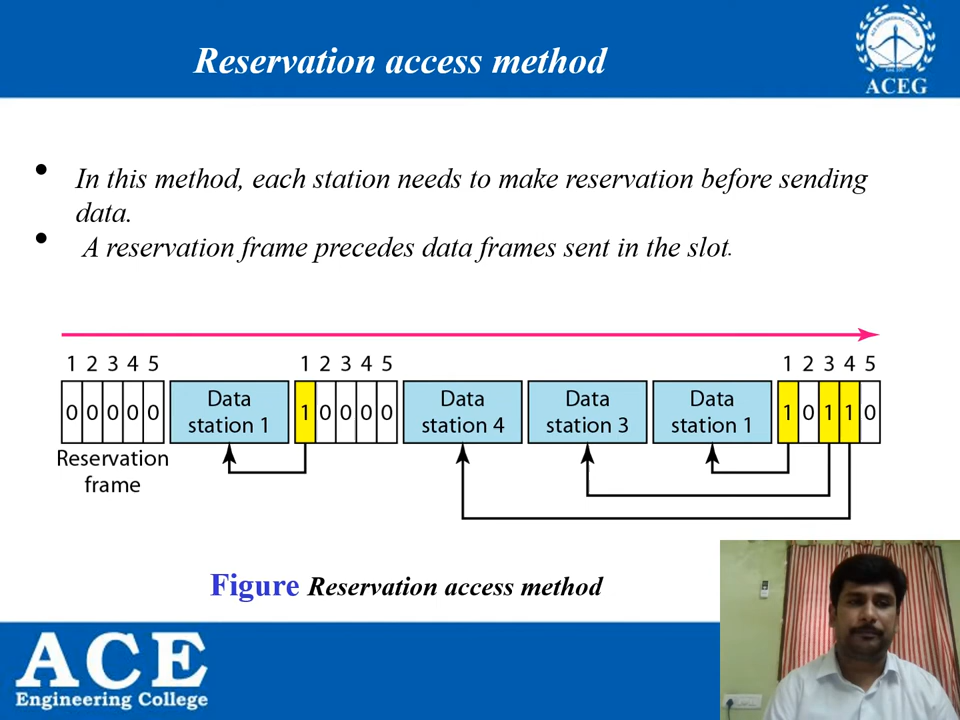 Reservation access method
ACEG
• In this method, each station needs to make reservation before sending
data.
• A reservation frame precedes data frames sent in the slot.
1 2 3 4 5 1 2 3 4 5 1 2 3 4 5
0 0 0 0 0 Data station 1 1 0 0 0 0 Data station 4 Data station 3 Data station 1 1 0 1 1 0
Reservation
frame
Figure Reservation access method
ACE
Engineering College